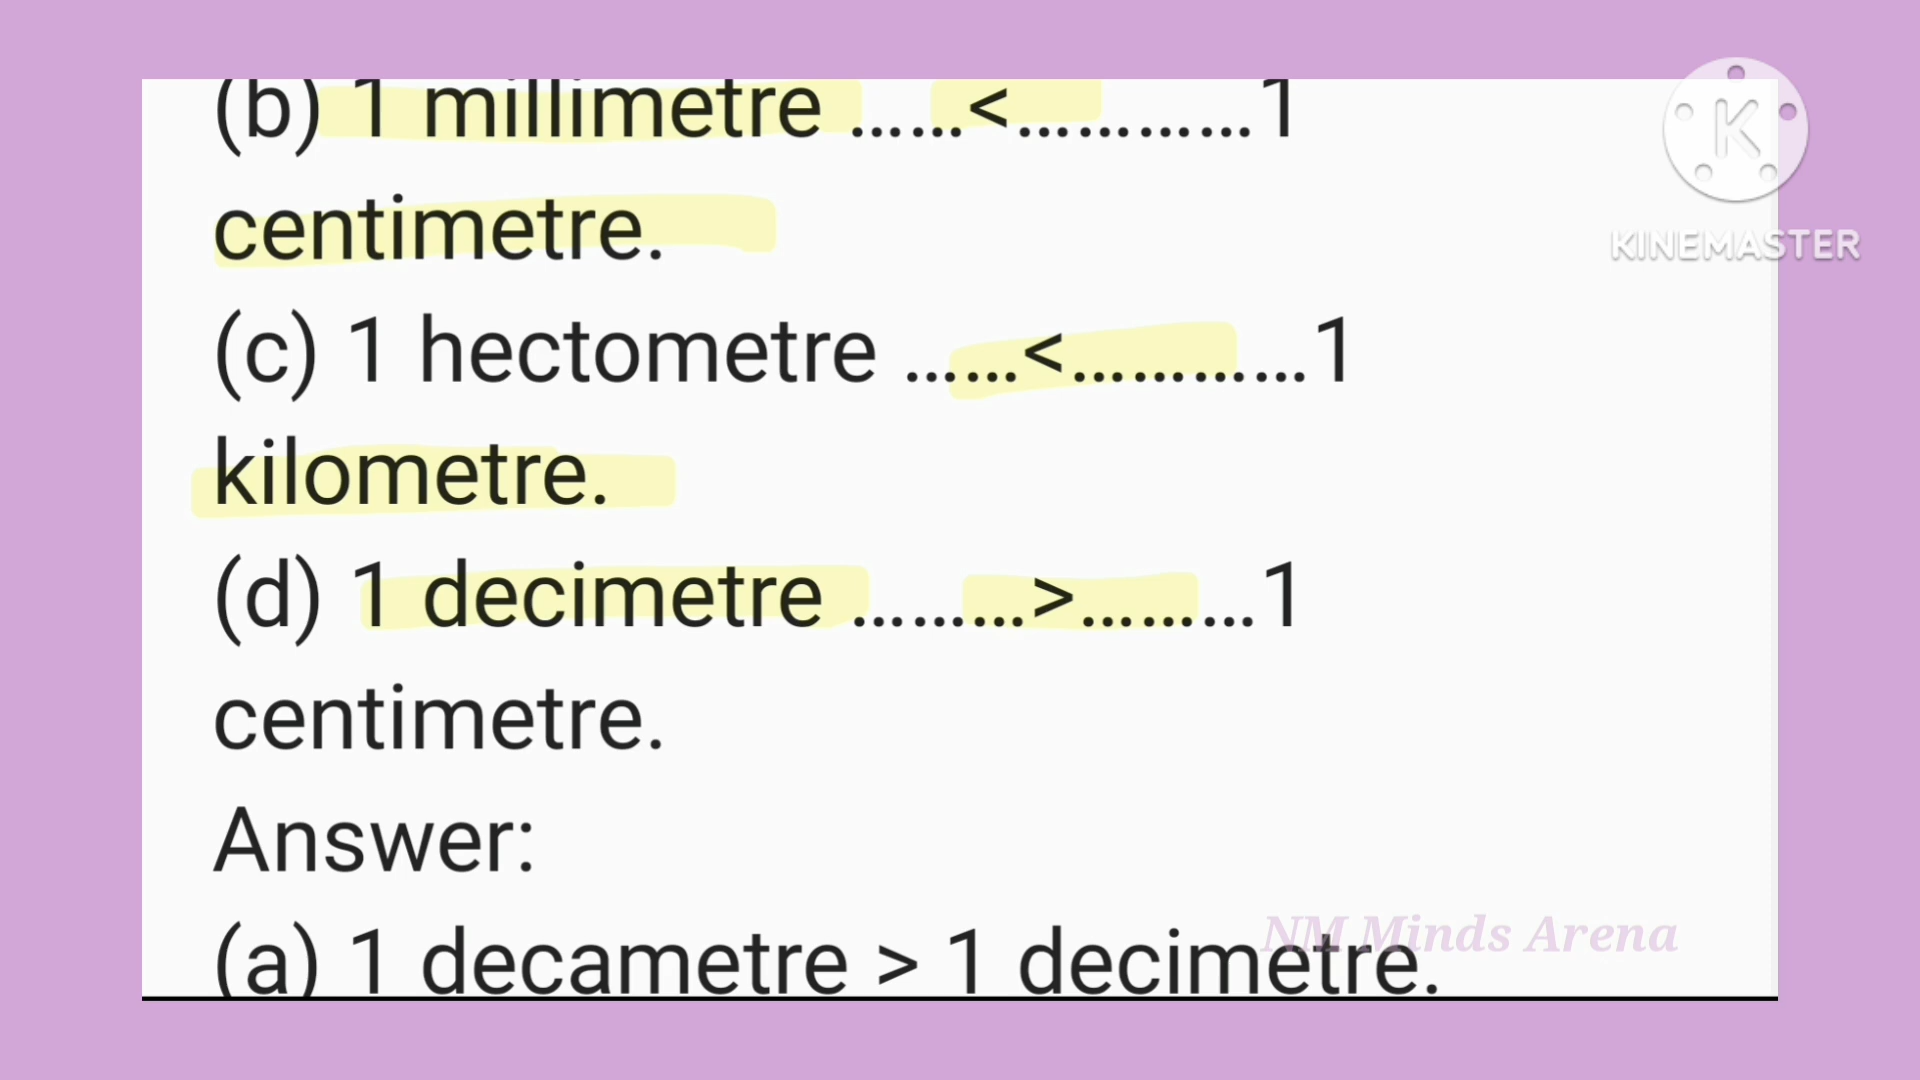 (b) 1 millimetre ......<............1
centimetre.
(c) 1 hectometre ......<............1
kilometre.
(d) 1 decimetre .........>.........1
centimetre.
Answer:
(a) 1 decametre > 1 decimetre.
K
KINEMASTER
NM Minds Arena